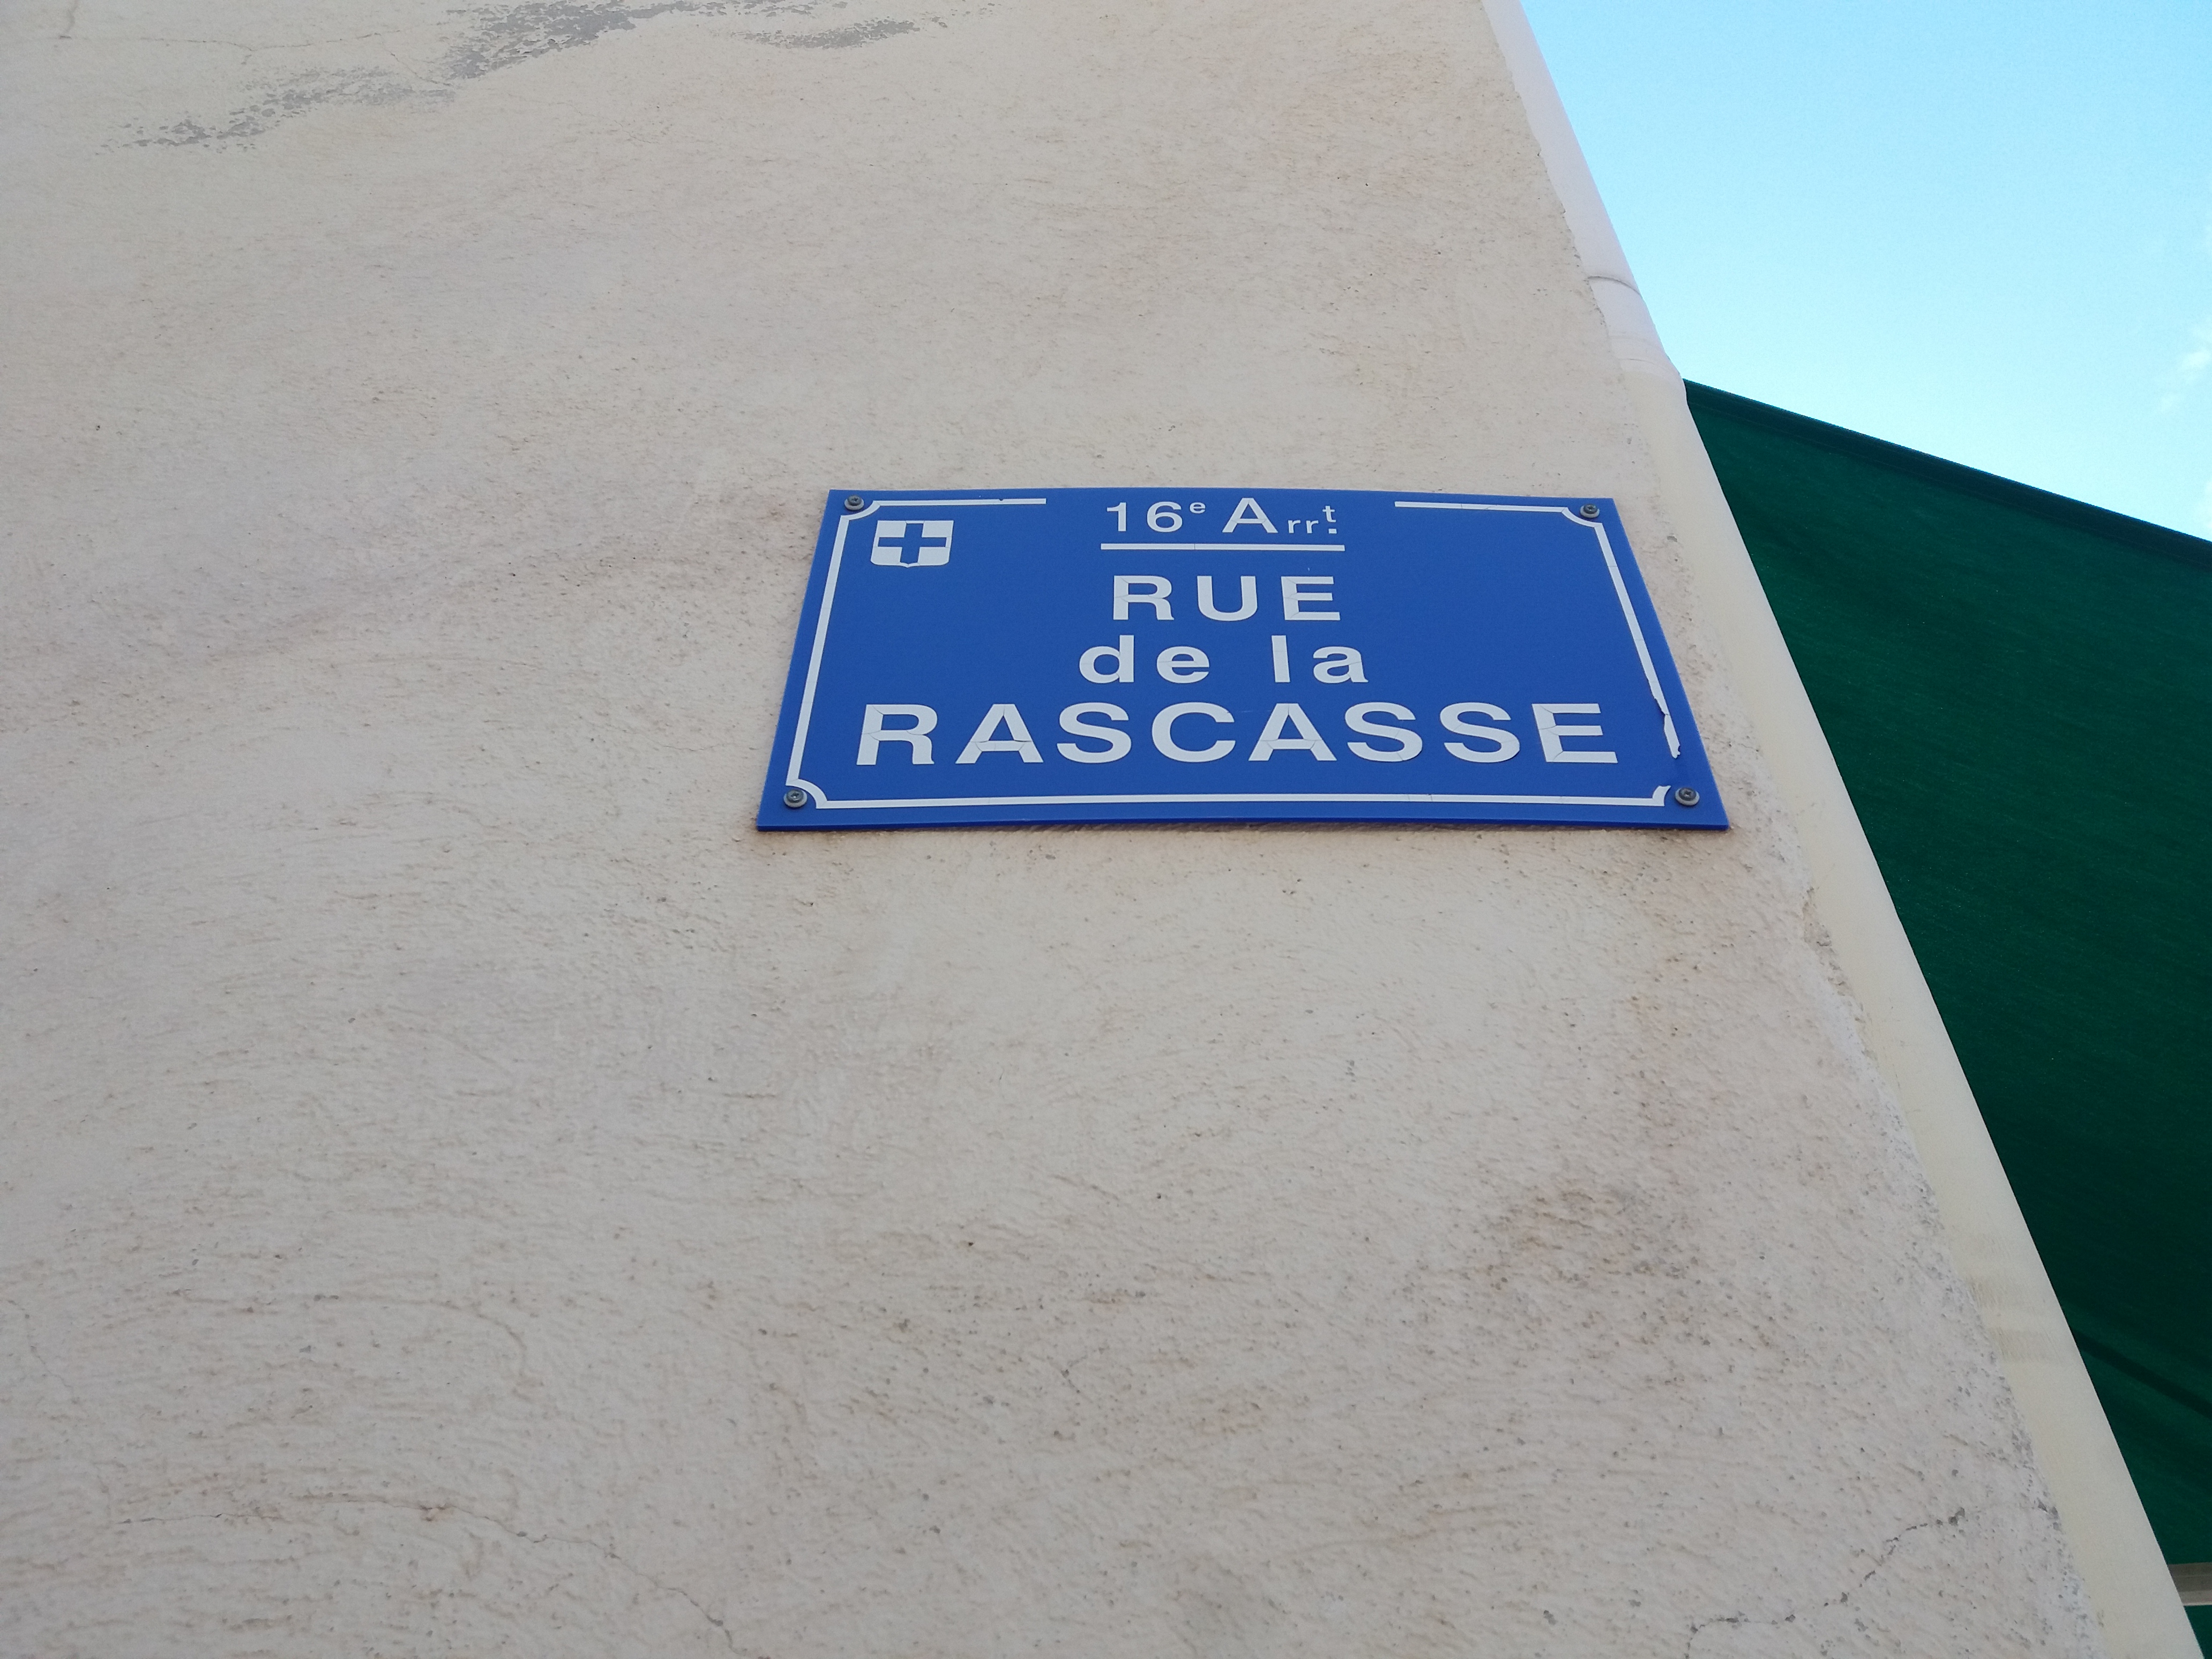 16e Arrt.
RUE
de la
RASCASSE